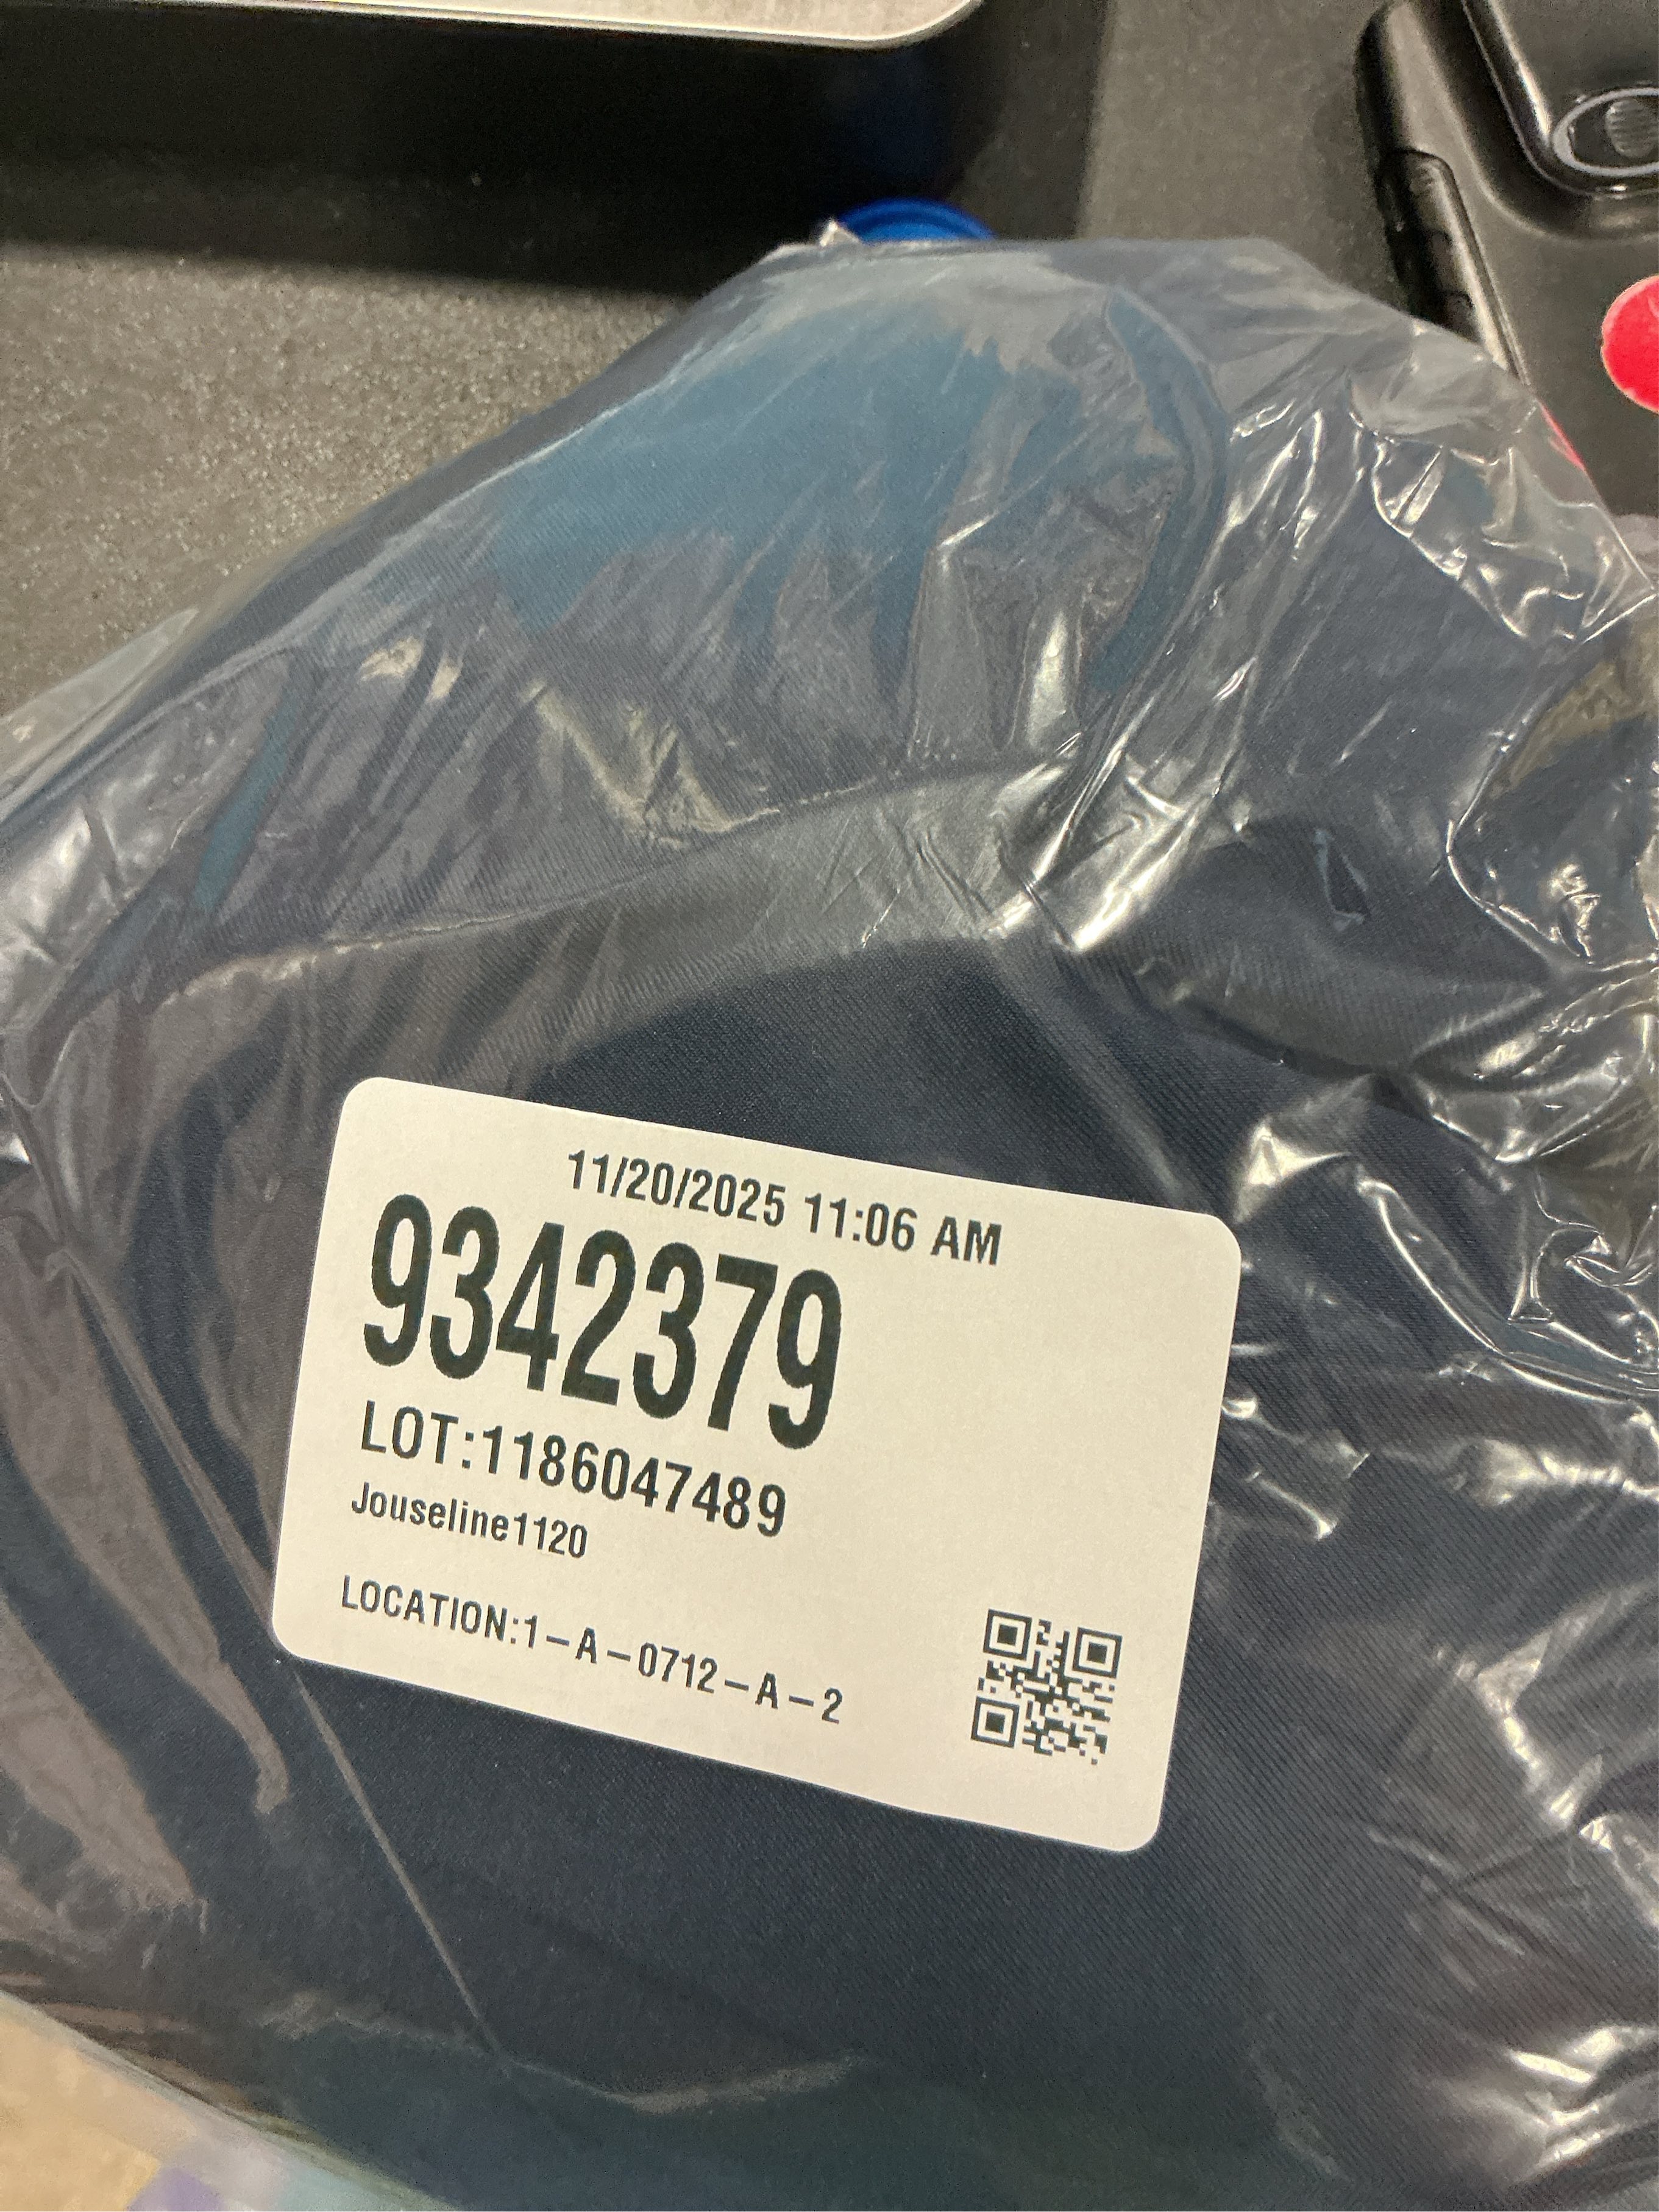 11/20/2025 11:06 AM
9342379
LOT:1186047489
Jouseline1120
LOCATION:1-A-0712-A-2